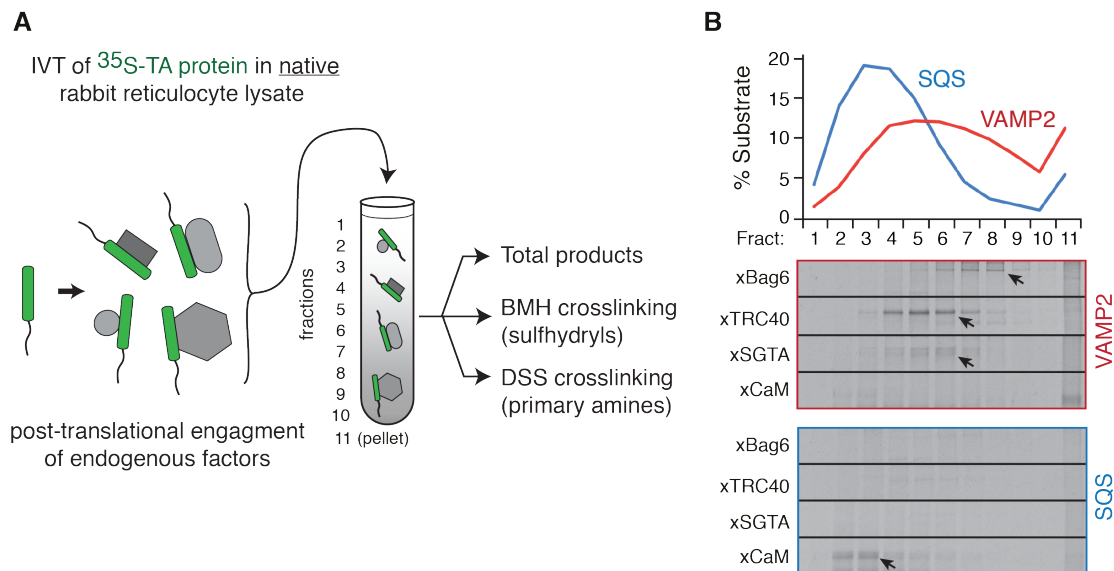 A
IVT of 35S-TA protein in native
rabbit reticulocyte lysate
post-translational engagment
of endogenous factors
fractions
1
2
3
4
5
6
7
8
9
10
11 (pellet)
Total products
BMH crosslinking
(sulfhydryls)
DSS crosslinking
(primary amines)
B
% Substrate
20
15
10
5
0
SQS
VAMP2
Fract: 1 2 3 4 5 6 7 8 9 10 11
xBag6
xTRC40
xSGTA
xCaM
VAMP2
xBag6
xTRC40
xSGTA
xCaM
SQS